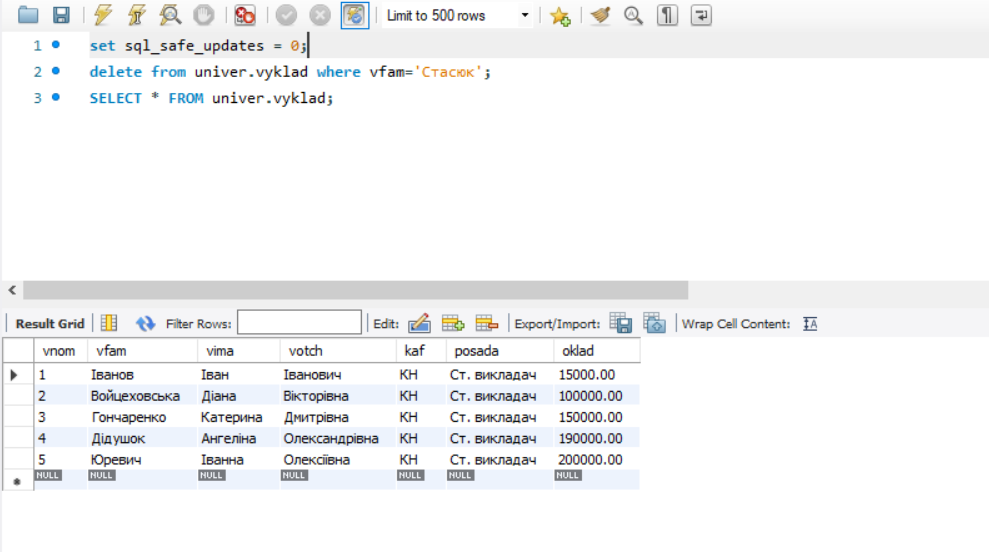 Limit to 500 rows
1 set sql_safe_updates = 0;
2 delete from univer.vyklad where vfam='Стасюк';
3 SELECT * FROM univer.vyklad;
Result Grid Filter Rows: Edit: Export/Import: Wrap Cell Content: IA
vnom vfam vima votch kaf posada oklad
1 Іванов Іван Іванович КН Ст. викладач 15000.00
2 Войцеховська Діана Вікторівна КН Ст. викладач 100000.00
3 Гончаренко Катерина Дмитрівна КН Ст. викладач 150000.00
4 Дідушок Ангеліна Олександрівна КН Ст. викладач 190000.00
5 Юревич Іванна Олексіївна КН Ст. викладач 200000.00
NULL NULL NULL NULL NULL NULL NULL